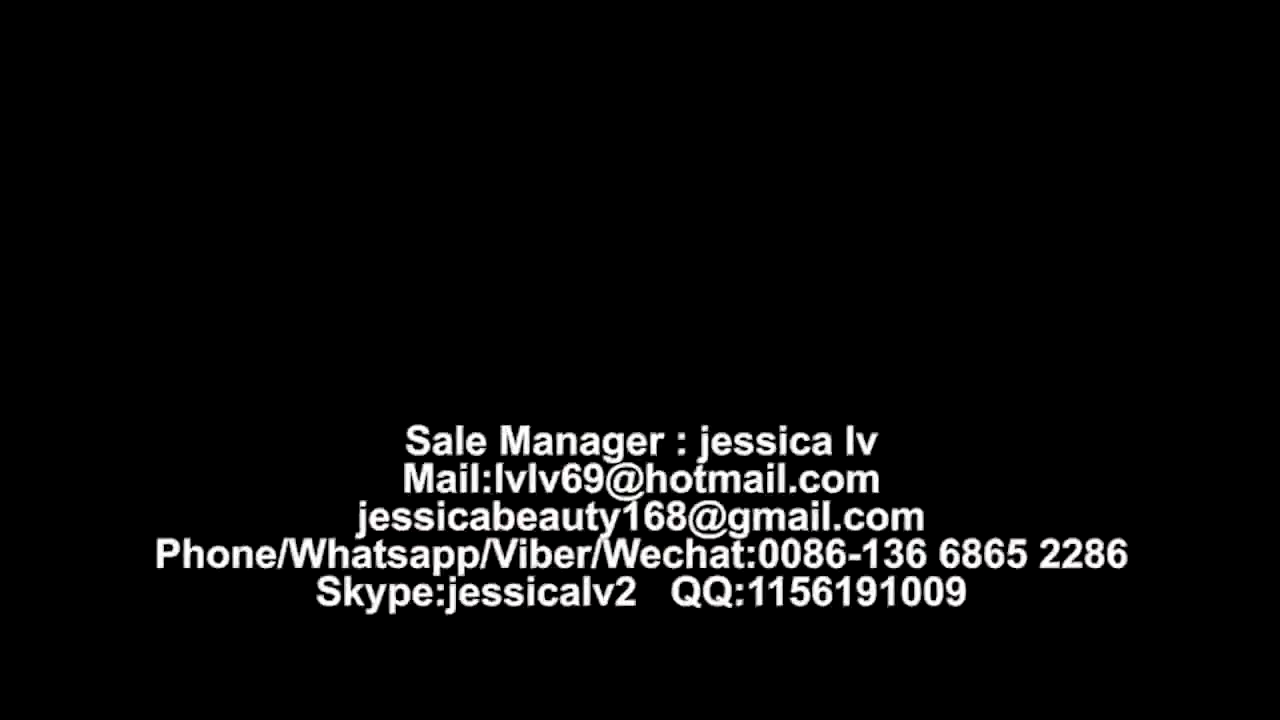 Sale Manager : jessica lv
Mail:lvlv69@hotmail.com
jessicabeauty168@gmail.com
Phone/Whatsapp/Viber/Wechat:0086-136 6865 2286
Skype:jessicalv2 QQ:1156191009